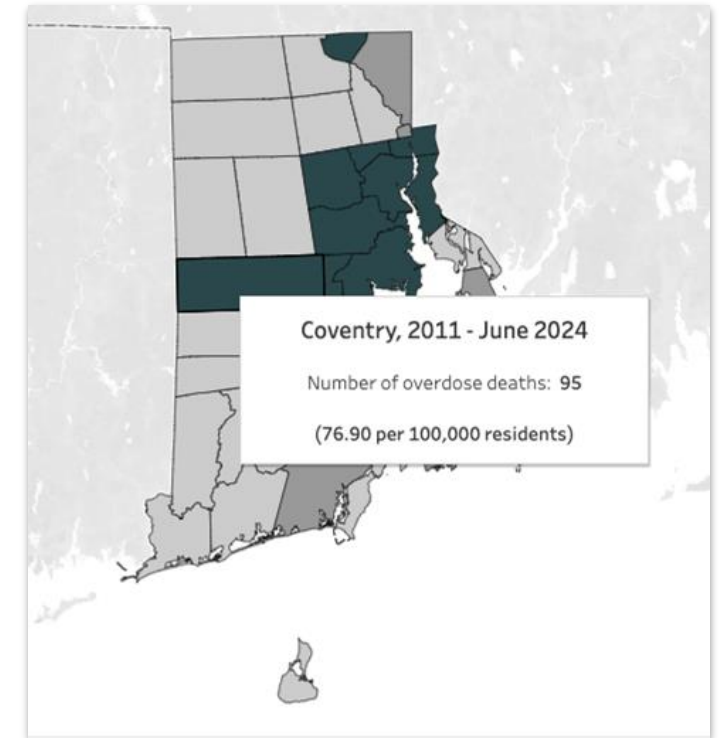 Coventry, 2011 - June 2024
Number of overdose deaths: 95
(76.90 per 100,000 residents)